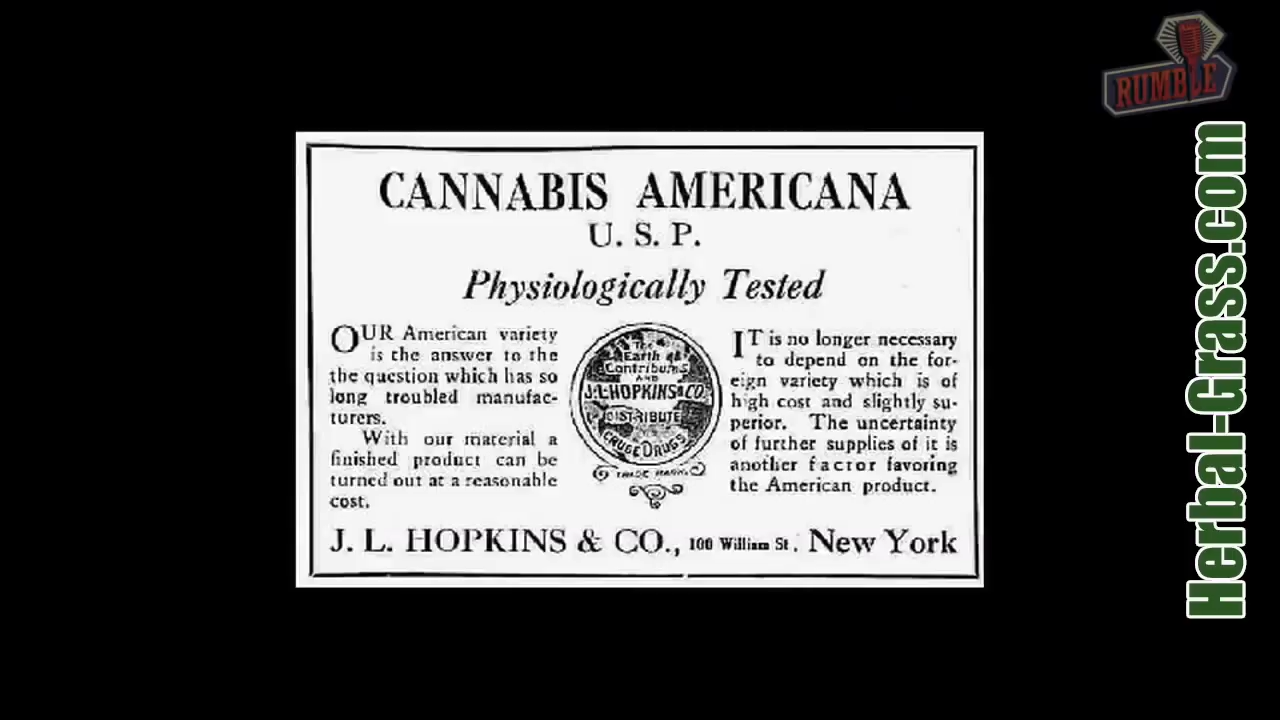 RUMBLE
CANNABIS AMERICANA
U. S. P.
Physiologically Tested
OUR American variety
is the answer to the
the question which has so
long troubled manufac-
turers.
With our material a
finished product can be
turned out at a reasonable
cost.
The
Earth
Contributes
AND
J.L. HOPKINS & CO.
DISTRIBUTE
CRUDE DRUGS
TRADE MARK
IT is no longer necessary
to depend on the for-
eign variety which is of
high cost and slightly su-
perior. The uncertainty
of further supplies of it is
another factor favoring
the American product.
J. L. HOPKINS & CO., 100 William St. New York
Herbal-Grass.com